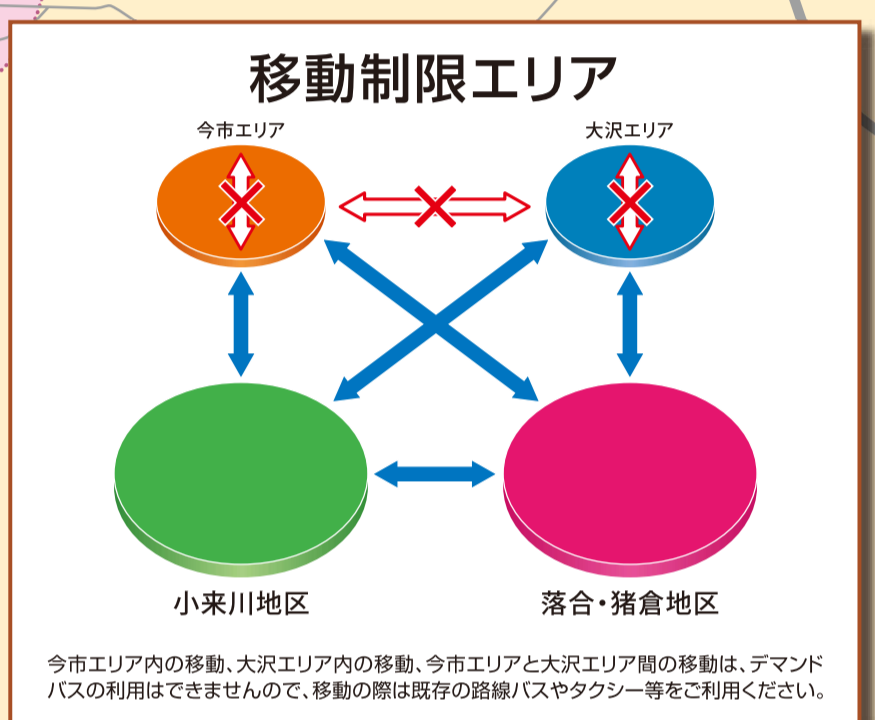 移動制限エリア
今市エリア
大沢エリア
小来川地区
落合・猪倉地区
今市エリア内の移動、大沢エリア内の移動、今市エリアと大沢エリア間の移動は、デマンド
バスの利用はできませんので、移動の際は既存の路線バスやタクシー等をご利用ください。